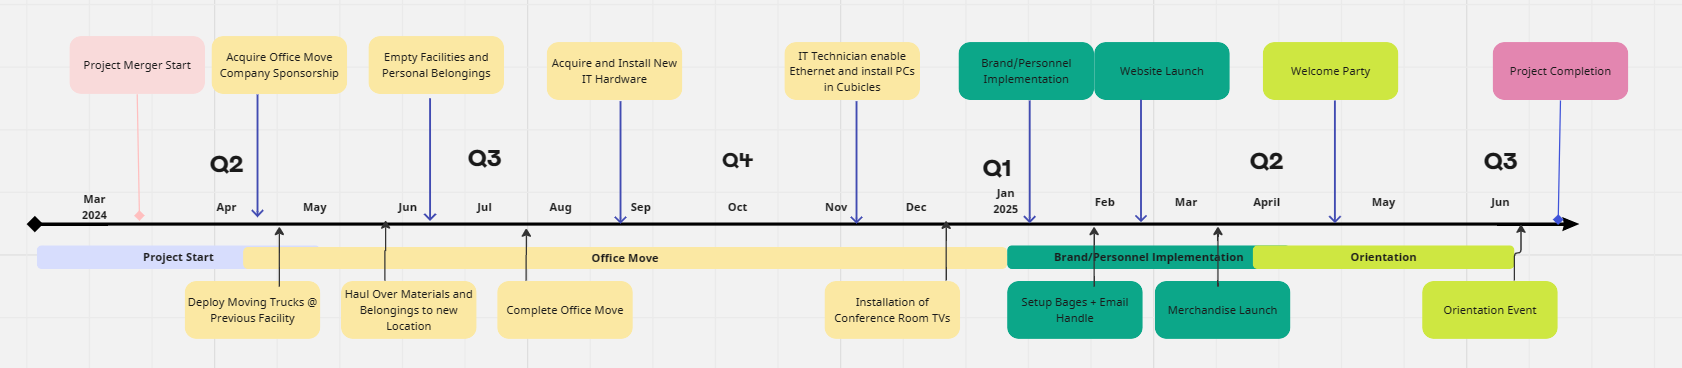 Project Merger Start
Acquire Office Move
Company Sponsorship
Empty Facilities and
Personal Belongings
Acquire and Install New
IT Hardware
IT Technician enable
Ethernet and install PCs
in Cubicles
Brand/Personnel
Implementation
Website Launch
Welcome Party
Project Completion
Q2
Q3
Q4
Q1
Q2
Q3
Mar
2024
Apr
May
Jun
Jul
Aug
Sep
Oct
Nov
Dec
Jan
2025
Feb
Mar
April
May
Jun
Project Start
Office Move
Brand/Personnel Implementation
Orientation
Deploy Moving Trucks @
Previous Facility
Haul Over Materials and
Belongings to new
Location
Complete Office Move
Installation of
Conference Room TVs
Setup Bages + Email
Handle
Merchandise Launch
Orientation Event